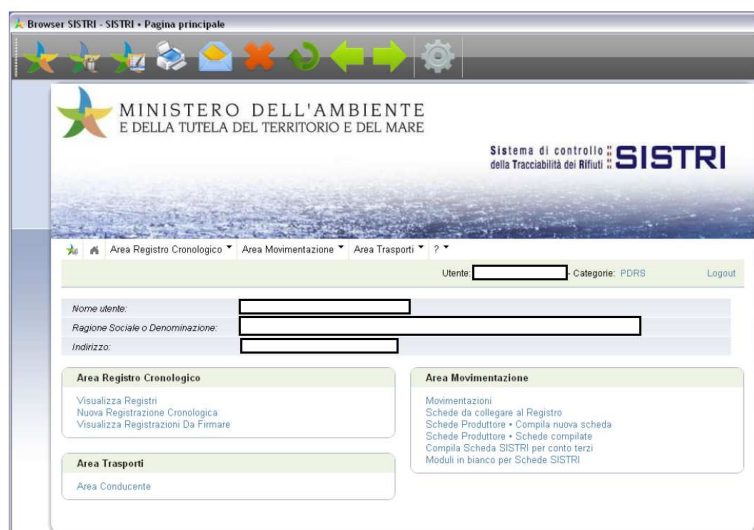 Browser SISTRI - SISTRI • Pagina principale
MINISTERO DELL'AMBIENTE
E DELLA TUTELA DEL TERRITORIO E DEL MARE
Sistema di controllo
della Tracciabilità dei Rifiuti
SISTRI
Area Registro Cronologico Area Movimentazione Area Trasporti ?
Utente: - Categorie: PDRS Logout
Nome utente:
Ragione Sociale o Denominazione:
Indirizzo:
Area Registro Cronologico
Visualizza Registri
Nuova Registrazione Cronologica
Visualizza Registrazioni Da Firmare
Area Trasporti
Area Conducente
Area Movimentazione
Movimentazioni
Schede da collegare al Registro
Schede Produttore • Compila nuova scheda
Schede Produttore • Schede compilate
Compila Scheda SISTRI per conto terzi
Moduli in bianco per Schede SISTRI